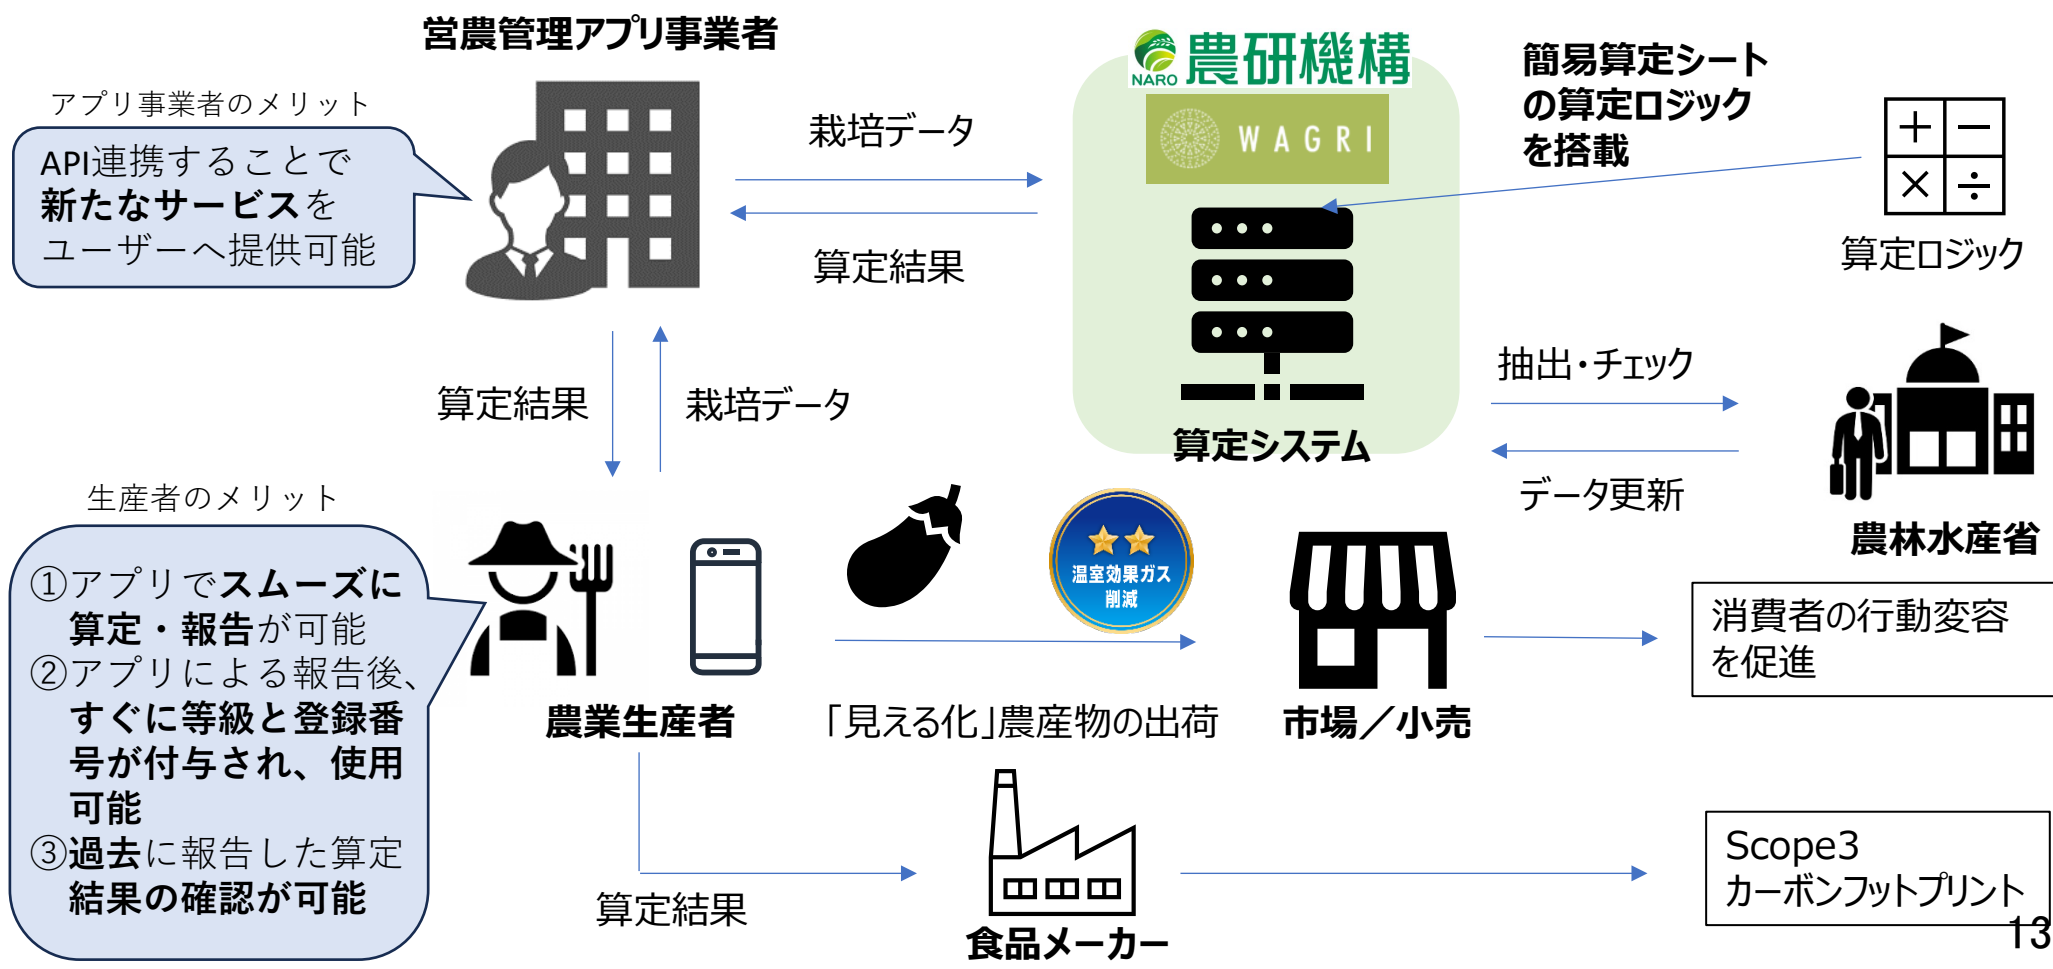 営農管理アプリ事業者
アプリ事業者のメリット
API連携することで
新たなサービスを
ユーザーへ提供可能
栽培データ
算定結果
NARO 農研機構
WAGRI
算定システム
簡易算定シート
の算定ロジック
を搭載
+ −
× ÷
算定ロジック
抽出・チェック
データ更新
農林水産省
算定結果
栽培データ
生産者のメリット
①アプリでスムーズに
算定・報告が可能
②アプリによる報告後、
すぐに等級と登録番
号が付与され、使用
可能
③過去に報告した算定
結果の確認が可能
農業生産者
温室効果ガス
削減
「見える化」農産物の出荷
市場／小売
消費者の行動変容
を促進
算定結果
食品メーカー
Scope3
カーボンフットプリント
13